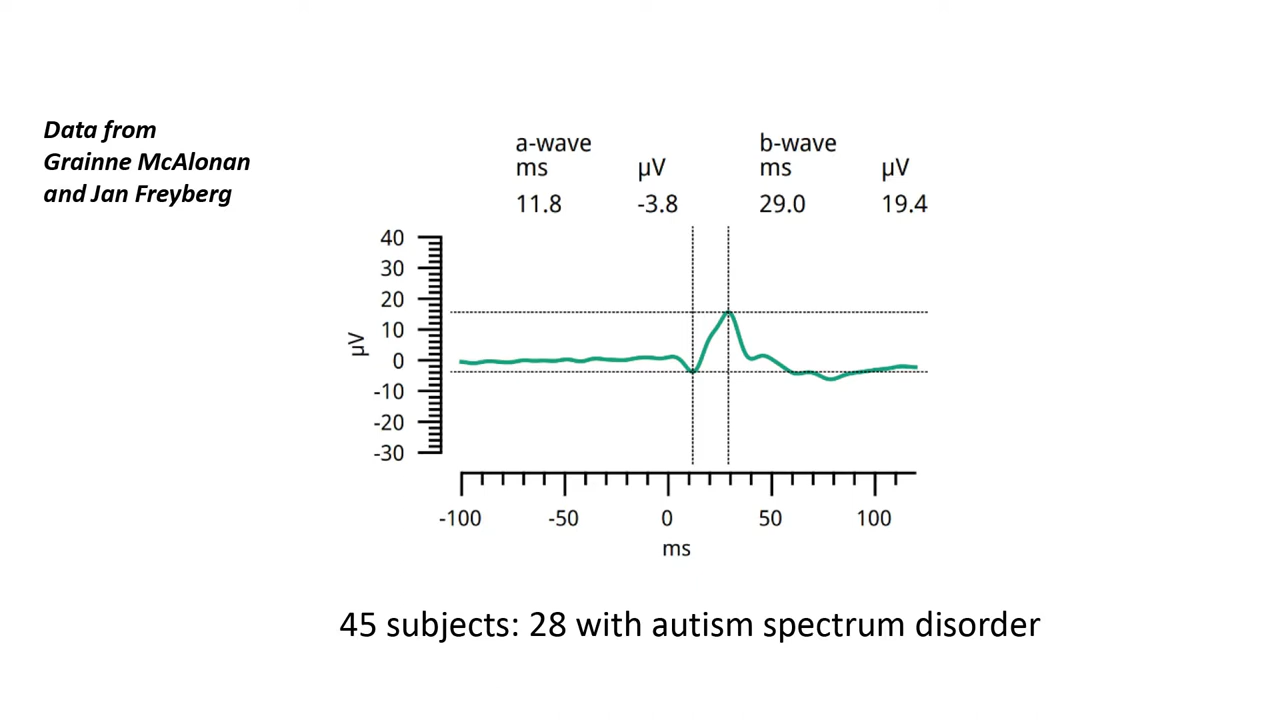 Data from
Grainne McAlonan
and Jan Freyberg
a-wave b-wave
ms µV ms µV
11.8 -3.8 29.0 19.4
40
30
20
10
0
-10
-20
-30
µV
-100 -50 0 50 100
ms
45 subjects: 28 with autism spectrum disorder